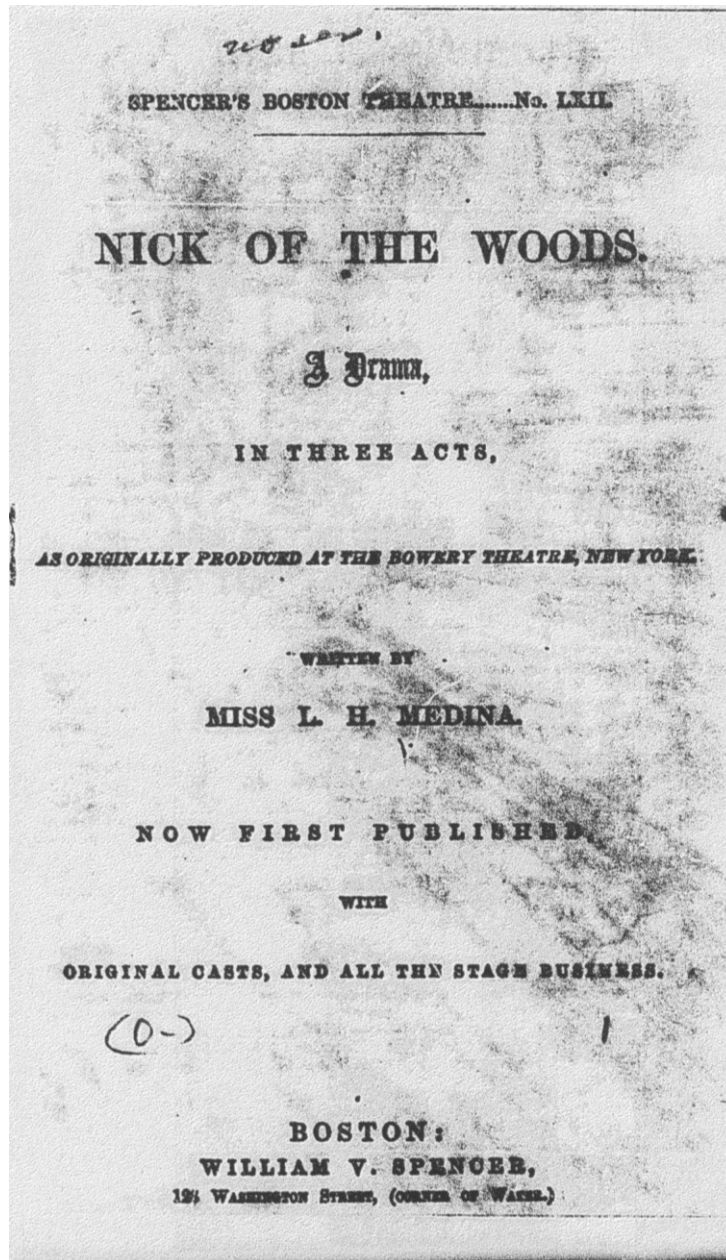 SPENCER'S BOSTON THEATRE......No. LXII.
NICK OF THE WOODS.
A Drama,
IN THREE ACTS,
AS ORIGINALLY PRODUCED AT THE BOWERY THEATRE, NEW YORK.
WRITTEN BY
MISS L. H. MEDINA.
NOW FIRST PUBLISHED,
WITH
ORIGINAL CASTS, AND ALL THE STAGE BUSINESS.
(0-) 1
BOSTON:
WILLIAM V. SPENCER,
WASHINGTON STREET, (CORNER OF WATER.)